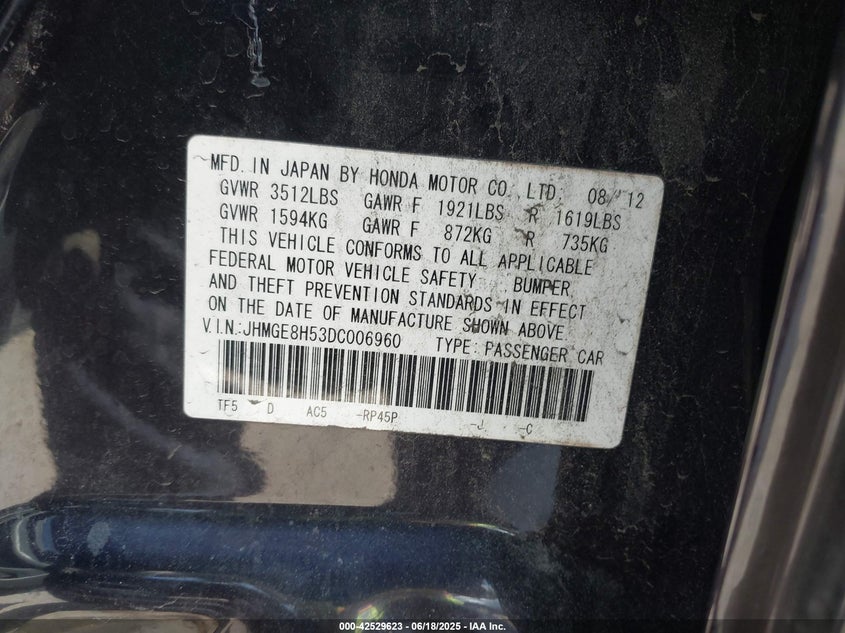 MFD. IN JAPAN BY HONDA MOTOR CO., LTD. 08/'12
GVWR 3512LBS GAWR F 1921LBS R 1619LBS
GVWR 1594KG GAWR F 872KG R 735KG
THIS VEHICLE CONFORMS TO ALL APPLICABLE
FEDERAL MOTOR VEHICLE SAFETY, BUMPER,
AND THEFT PREVENTION STANDARDS IN EFFECT
ON THE DATE OF MANUFACTURE SHOWN ABOVE.
V.I.N.:JHMGE8H53DC006960 TYPE:PASSENGER CAR
TF5 D AC5 -RP45P -J -C
000-42529623 - 06/18/2025 - IAA Inc.